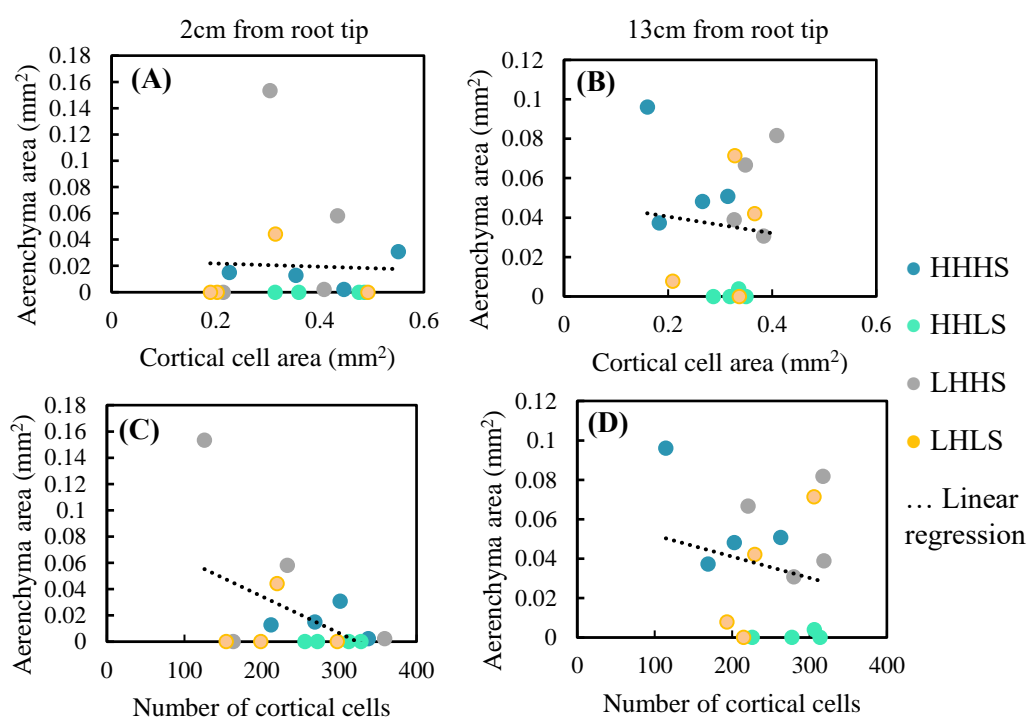 2cm from root tip
13cm from root tip
(A)
Aerenchyma area (mm²)
0.18
0.16
0.14
0.12
0.1
0.08
0.06
0.04
0.02
0
0 0.2 0.4 0.6
Cortical cell area (mm²)
(B)
Aerenchyma area (mm²)
0.12
0.1
0.08
0.06
0.04
0.02
0
0 0.2 0.4 0.6
Cortical cell area (mm²)
(C)
Aerenchyma area (mm²)
0.18
0.16
0.14
0.12
0.1
0.08
0.06
0.04
0.02
0
0 100 200 300 400
Number of cortical cells
(D)
Aerenchyma area (mm²)
0.12
0.1
0.08
0.06
0.04
0.02
0
0 100 200 300 400
Number of cortical cells
HHHS
HHLS
LHHS
LHLS
... Linear
regression